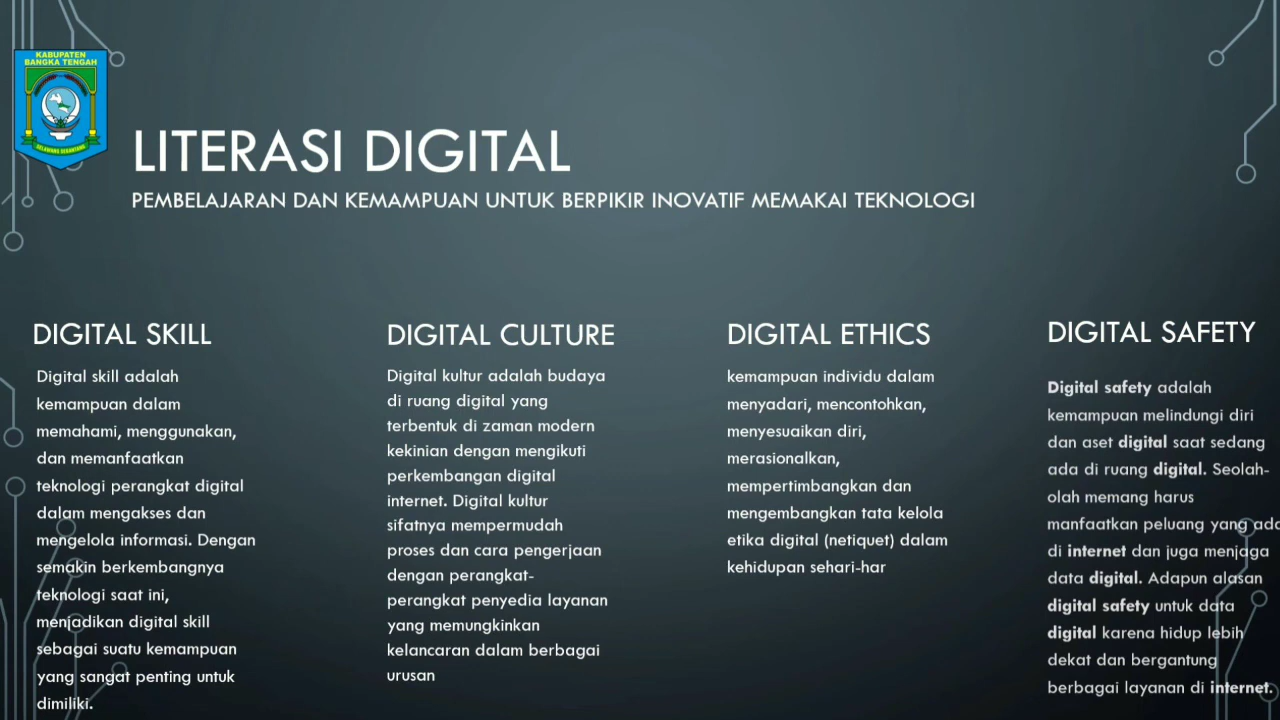 KABUPATEN
BANGKA TENGAH
SELAWANG SEGANTANG
LITERASI DIGITAL
PEMBELAJARAN DAN KEMAMPUAN UNTUK BERPIKIR INOVATIF MEMAKAI TEKNOLOGI
DIGITAL SKILL
Digital skill adalah
kemampuan dalam
memahami, menggunakan,
dan memanfaatkan
teknologi perangkat digital
dalam mengakses dan
mengelola informasi. Dengan
semakin berkembangnya
teknologi saat ini,
menjadikan digital skill
sebagai suatu kemampuan
yang sangat penting untuk
dimiliki.
DIGITAL CULTURE
Digital kultur adalah budaya
di ruang digital yang
terbentuk di zaman modern
kekinian dengan mengikuti
perkembangan digital
internet. Digital kultur
sifatnya mempermudah
proses dan cara pengerjaan
dengan perangkat-
perangkat penyedia layanan
yang memungkinkan
kelancaran dalam berbagai
urusan
DIGITAL ETHICS
kemampuan individu dalam
menyadari, mencontohkan,
menyesuaikan diri,
merasionalkan,
mempertimbangkan dan
mengembangkan tata kelola
etika digital (netiquet) dalam
kehidupan sehari-har
DIGITAL SAFETY
Digital safety adalah
kemampuan melindungi diri
dan aset digital saat sedang
ada di ruang digital. Seolah-
olah memang harus
manfaatkan peluang yang ada
di internet dan juga menjaga
data digital. Adapun alasan
digital safety untuk data
digital karena hidup lebih
dekat dan bergantung
berbagai layanan di internet.